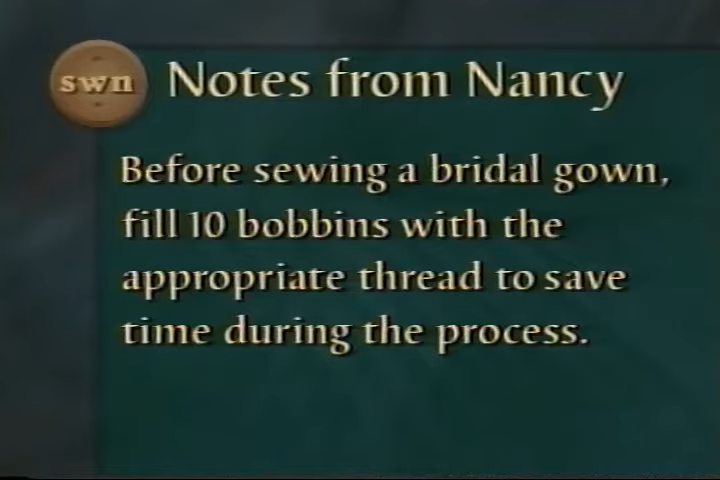 swn
Notes from Nancy
Before sewing a bridal gown,
fill 10 bobbins with the
appropriate thread to save
time during the process.